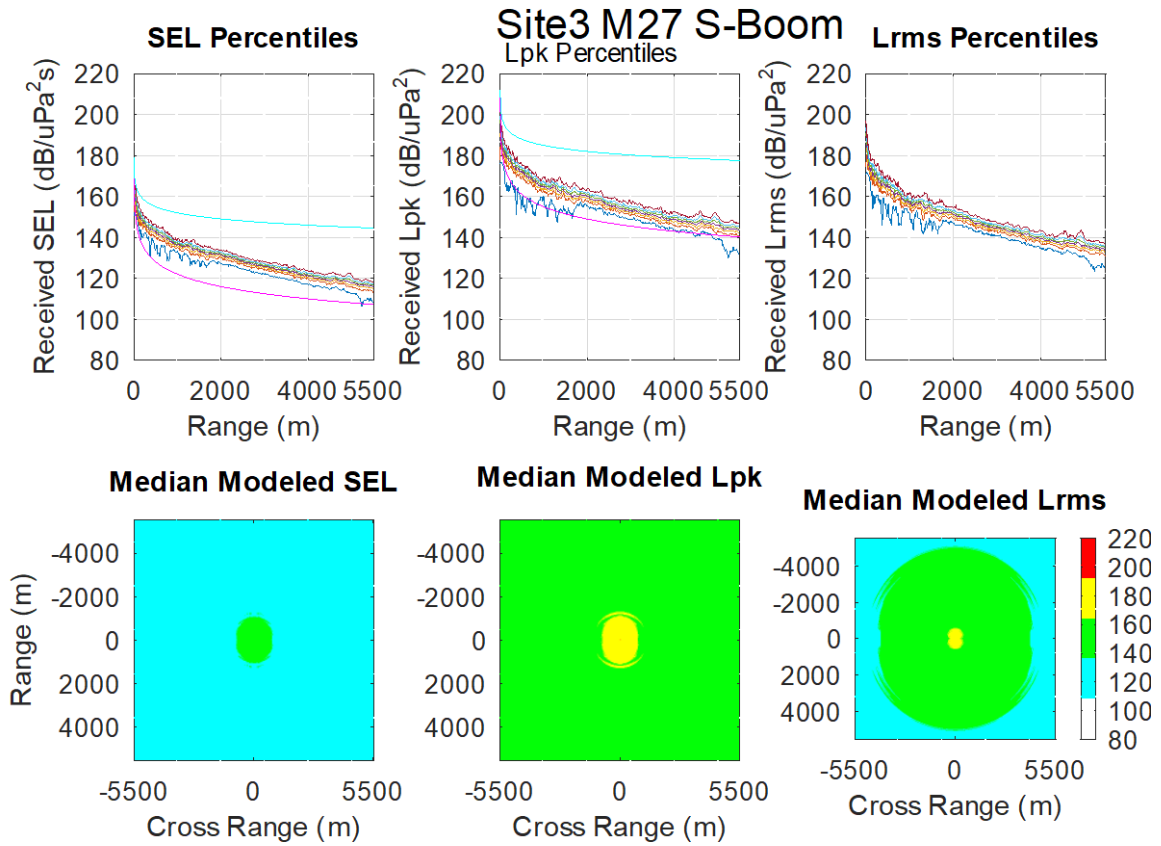 Site3 M27 S-Boom
SEL Percentiles
Lpk Percentiles
Lrms Percentiles
Received SEL (dB/uPa²s)
220
200
180
160
140
120
100
80
0 2000 4000 5500
Range (m)
Received Lpk (dB/uPa²)
220
200
180
160
140
120
100
80
0 2000 4000 5500
Range (m)
Received Lrms (dB/uPa²)
220
200
180
160
140
120
100
80
0 2000 4000 5500
Range (m)
Median Modeled SEL
Range (m)
-4000
-2000
0
2000
4000
-5500 0 5500
Cross Range (m)
Median Modeled Lpk
-4000
-2000
0
2000
4000
-5500 0 5500
Cross Range (m)
Median Modeled Lrms
-4000
-2000
0
2000
4000
-5500 0 5500
Cross Range (m)
220
200
180
160
140
120
100
80